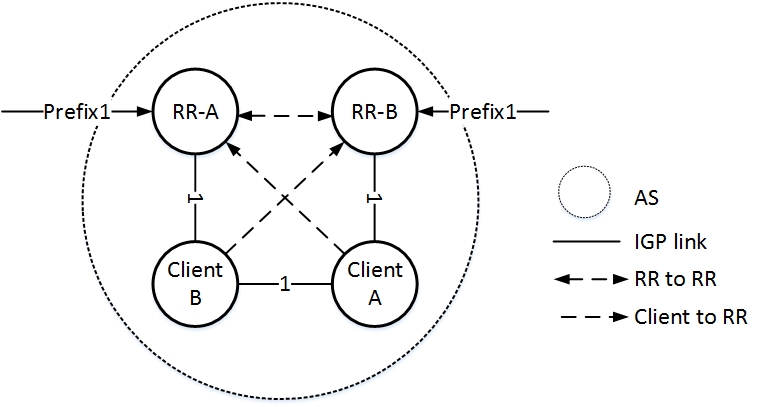 Prefix1
RR-A
RR-B
Prefix1
1
1
Client
B
1
Client
A
AS
IGP link
RR to RR
Client to RR